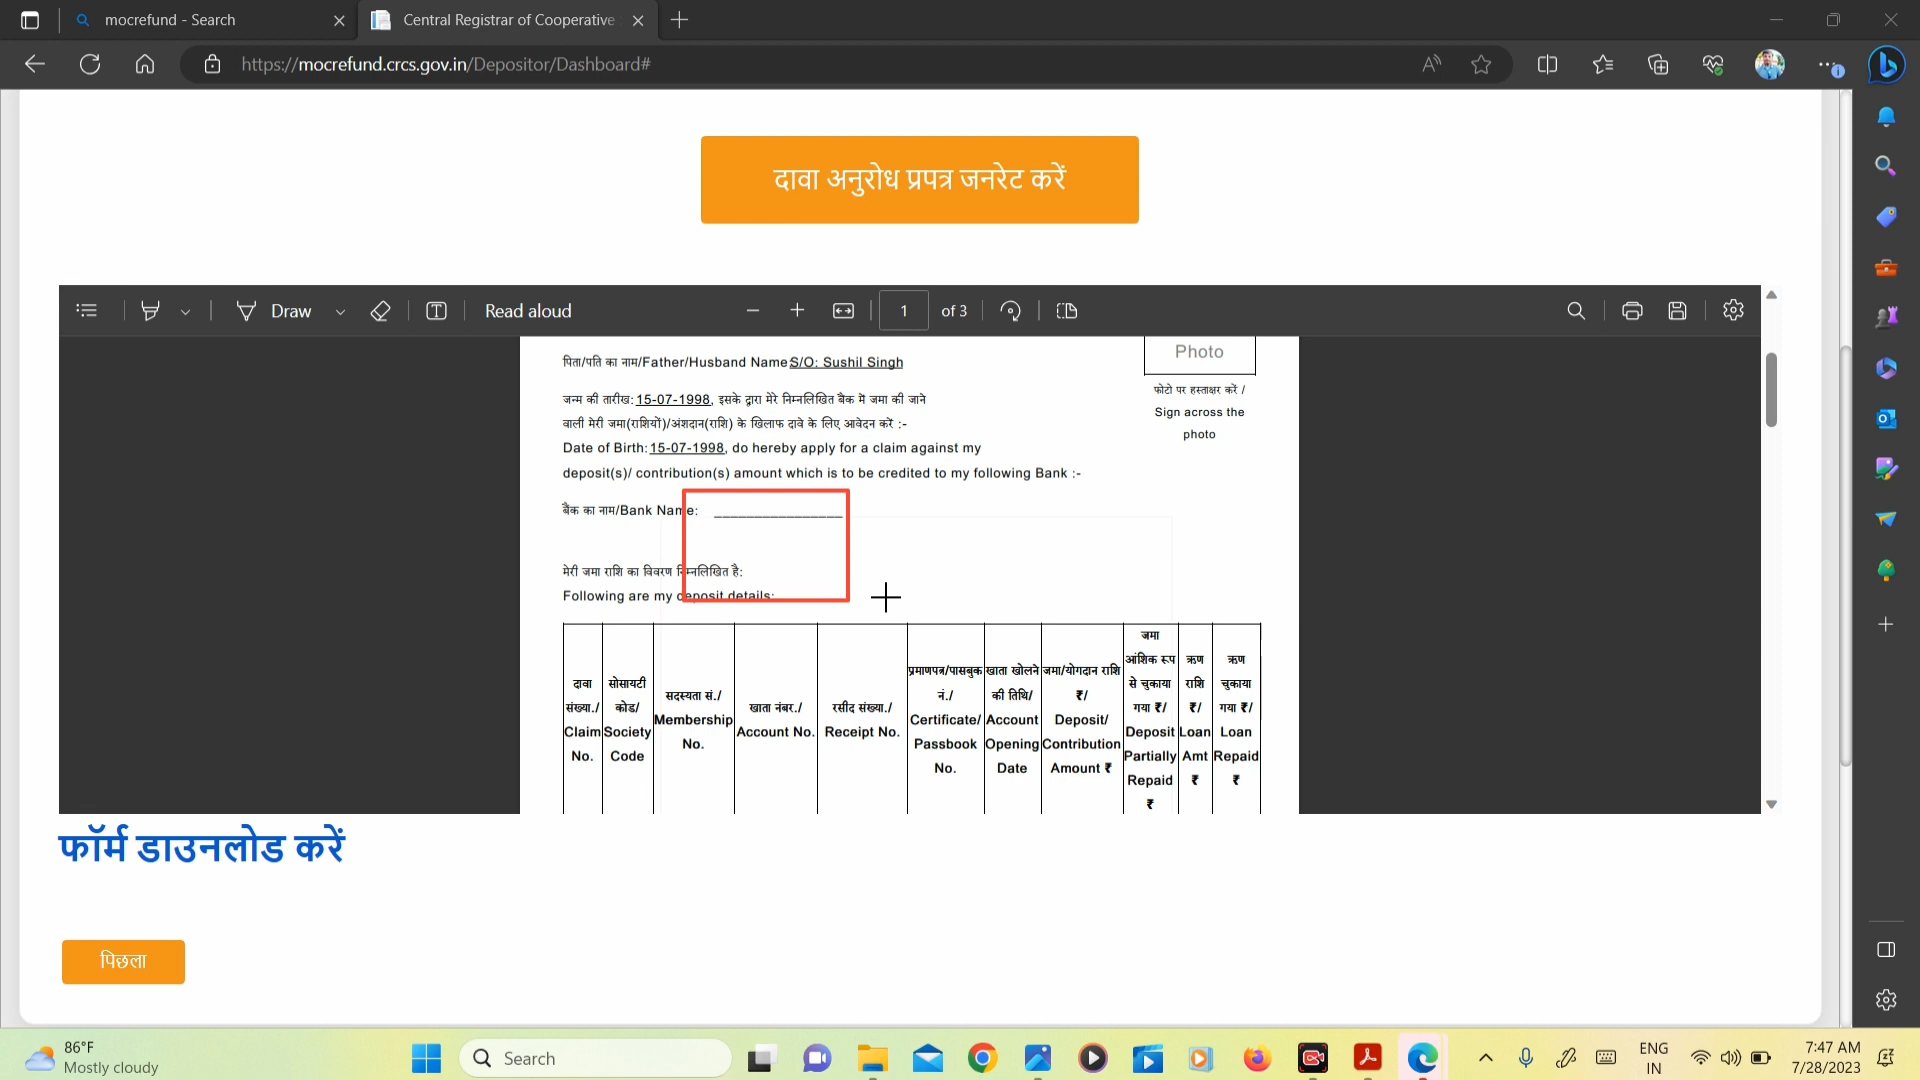 mocrefund - Search
Central Registrar of Cooperative
https://mocrefund.crcs.gov.in/Depositor/Dashboard#
दावा अनुरोध प्रपत्र जनरेट करें
Draw
Read aloud
1 of 3
पिता/पति का नाम/Father/Husband Name S/O: Sushil Singh
Photo
जन्म की तारीख: 15-07-1998, इसके द्वारा मेरे निम्नलिखित बैंक में जमा की जाने
वाली मेरी जमा(राशियों)/अंशदान(राशि) के खिलाफ दावे के लिए आवेदन करें :-
Date of Birth: 15-07-1998, do hereby apply for a claim against my
deposit(s)/ contribution(s) amount which is to be credited to my following Bank :-
फोटो पर हस्ताक्षर करें /
Sign across the
photo
बैंक का नाम/Bank Name: ________________
मेरी जमा राशि का विवरण निम्नलिखित है:
Following are my deposit details:
दावा संख्या./ Claim No.
सोसायटी कोड/ Society Code
सदस्यता सं./ Membership No.
खाता नंबर./ Account No.
रसीद संख्या./ Receipt No.
प्रमाणपत्र/पासबुक नं./ Certificate/ Passbook No.
खाता खोलने की तिथि/ Account Opening Date
जमा/योगदान राशि ₹/ Deposit/ Contribution Amount ₹
जमा आंशिक रूप से चुकाया गया ₹/ Deposit Partially Repaid ₹
ऋण राशि ₹/ Loan Amt ₹
ऋण चुकाया गया ₹/ Loan Repaid ₹
फॉर्म डाउनलोड करें
पिछला
86°F
Mostly cloudy
Search
ENG
IN
7:47 AM
7/28/2023